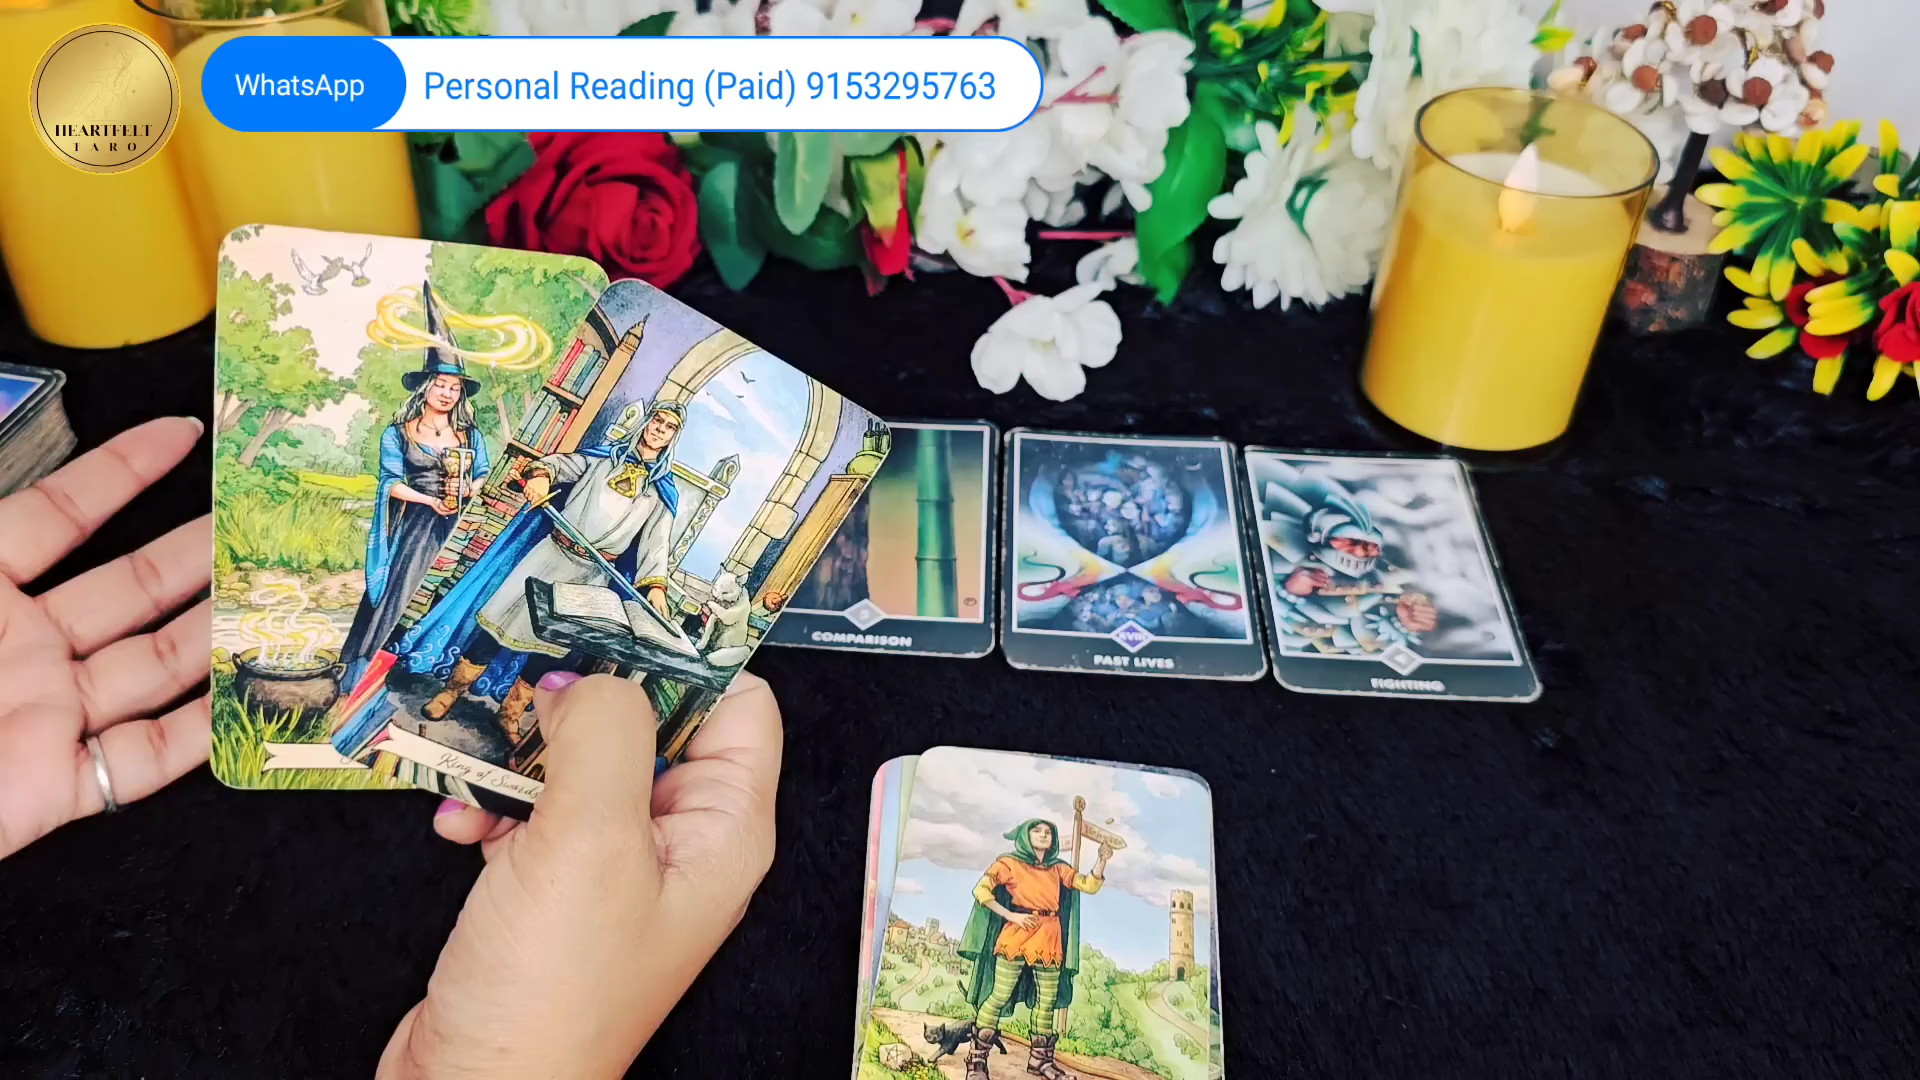 HEARTFELT
TARO
WhatsApp
Personal Reading (Paid) 9153295763
COMPARISON
XVIII
PAST LIVES
FIGHTING
King of Swords